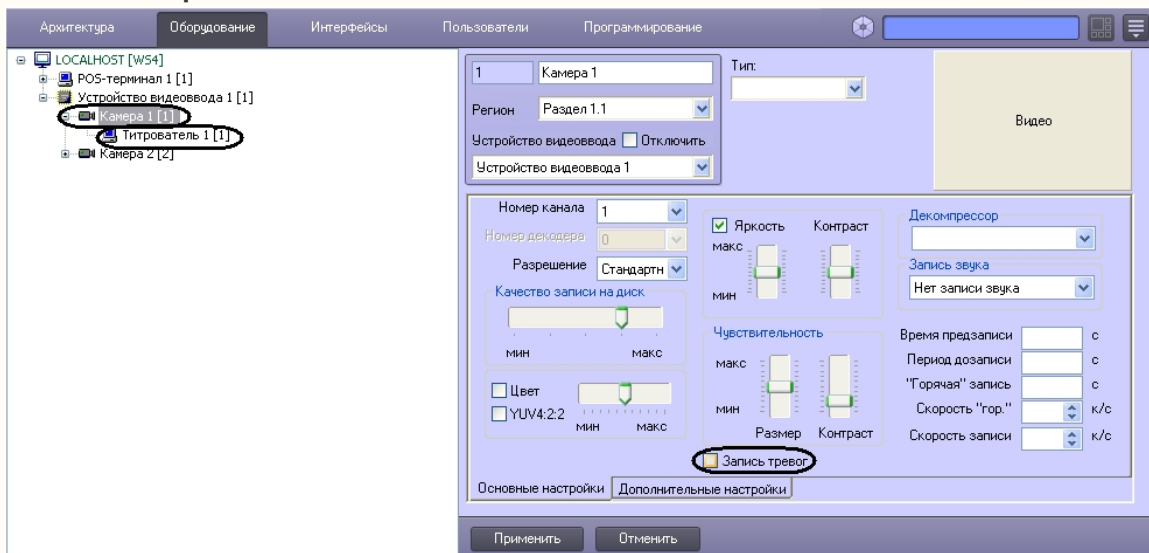 Архитектура Оборудование Интерфейсы Пользователи Программирование
LOCALHOST [WS4]
POS-терминал 1 [1]
Устройство видеоввода 1 [1]
Камера 1 [1]
Титрователь 1 [1]
Камера 2 [2]
1 Камера 1
Тип:
Регион Раздел 1.1
Устройство видеоввода Отключить
Устройство видеоввода 1
Видео
Номер канала 1
Номер декодера 0
Разрешение Стандартн
Качество записи на диск
мин макс
Цвет
YUV4:2:2
мин макс
Яркость Контраст
макс
мин
Чувствительность
макс
мин
Размер Контраст
Запись тревог
Декомпрессор
Запись звука
Нет записи звука
Время предзаписи с
Период дозаписи с
"Горячая" запись с
Скорость "гор." к/с
Скорость записи к/с
Основные настройки Дополнительные настройки
Применить Отменить